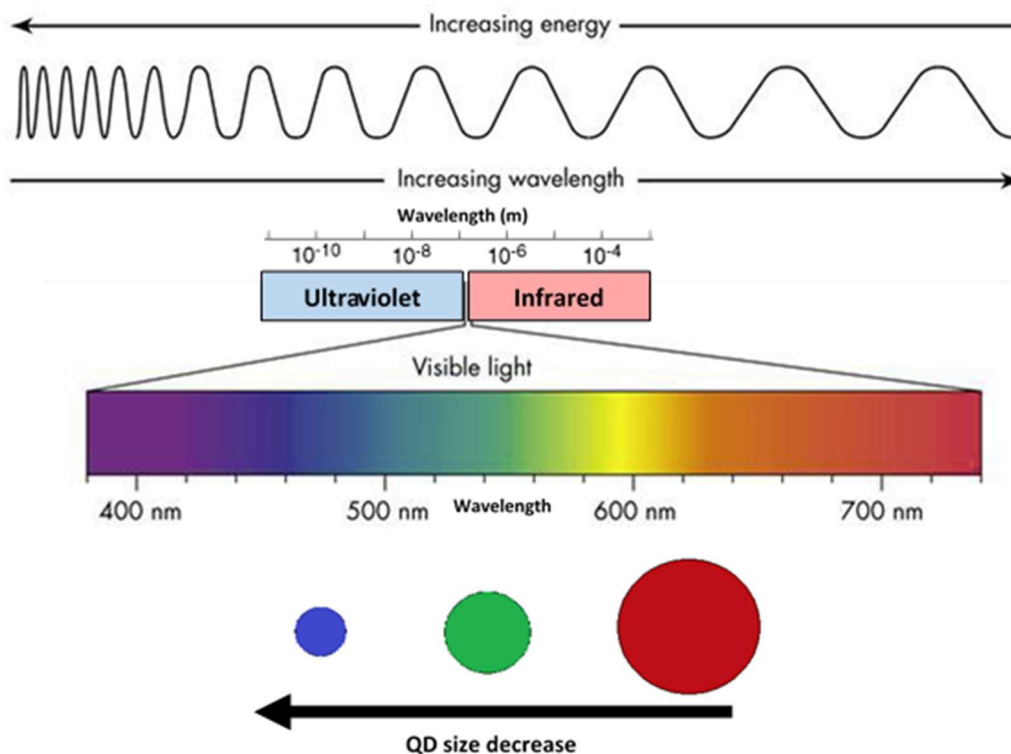 Increasing energy
Increasing wavelength
Wavelength (m)
10-10 10-8 10-6 10-4
Ultraviolet Infrared
Visible light
400 nm 500 nm Wavelength 600 nm 700 nm
QD size decrease